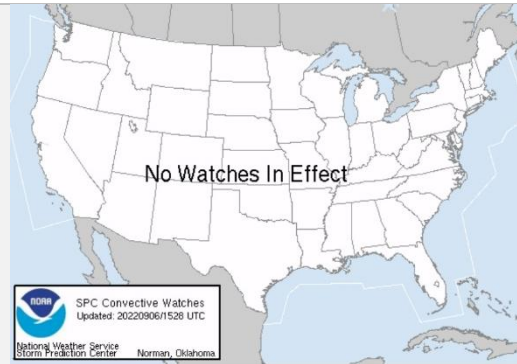 No Watches In Effect
NOAA
SPC Convective Watches
Updated: 20220906/1528 UTC
National Weather Service
Storm Prediction Center Norman, Oklahoma